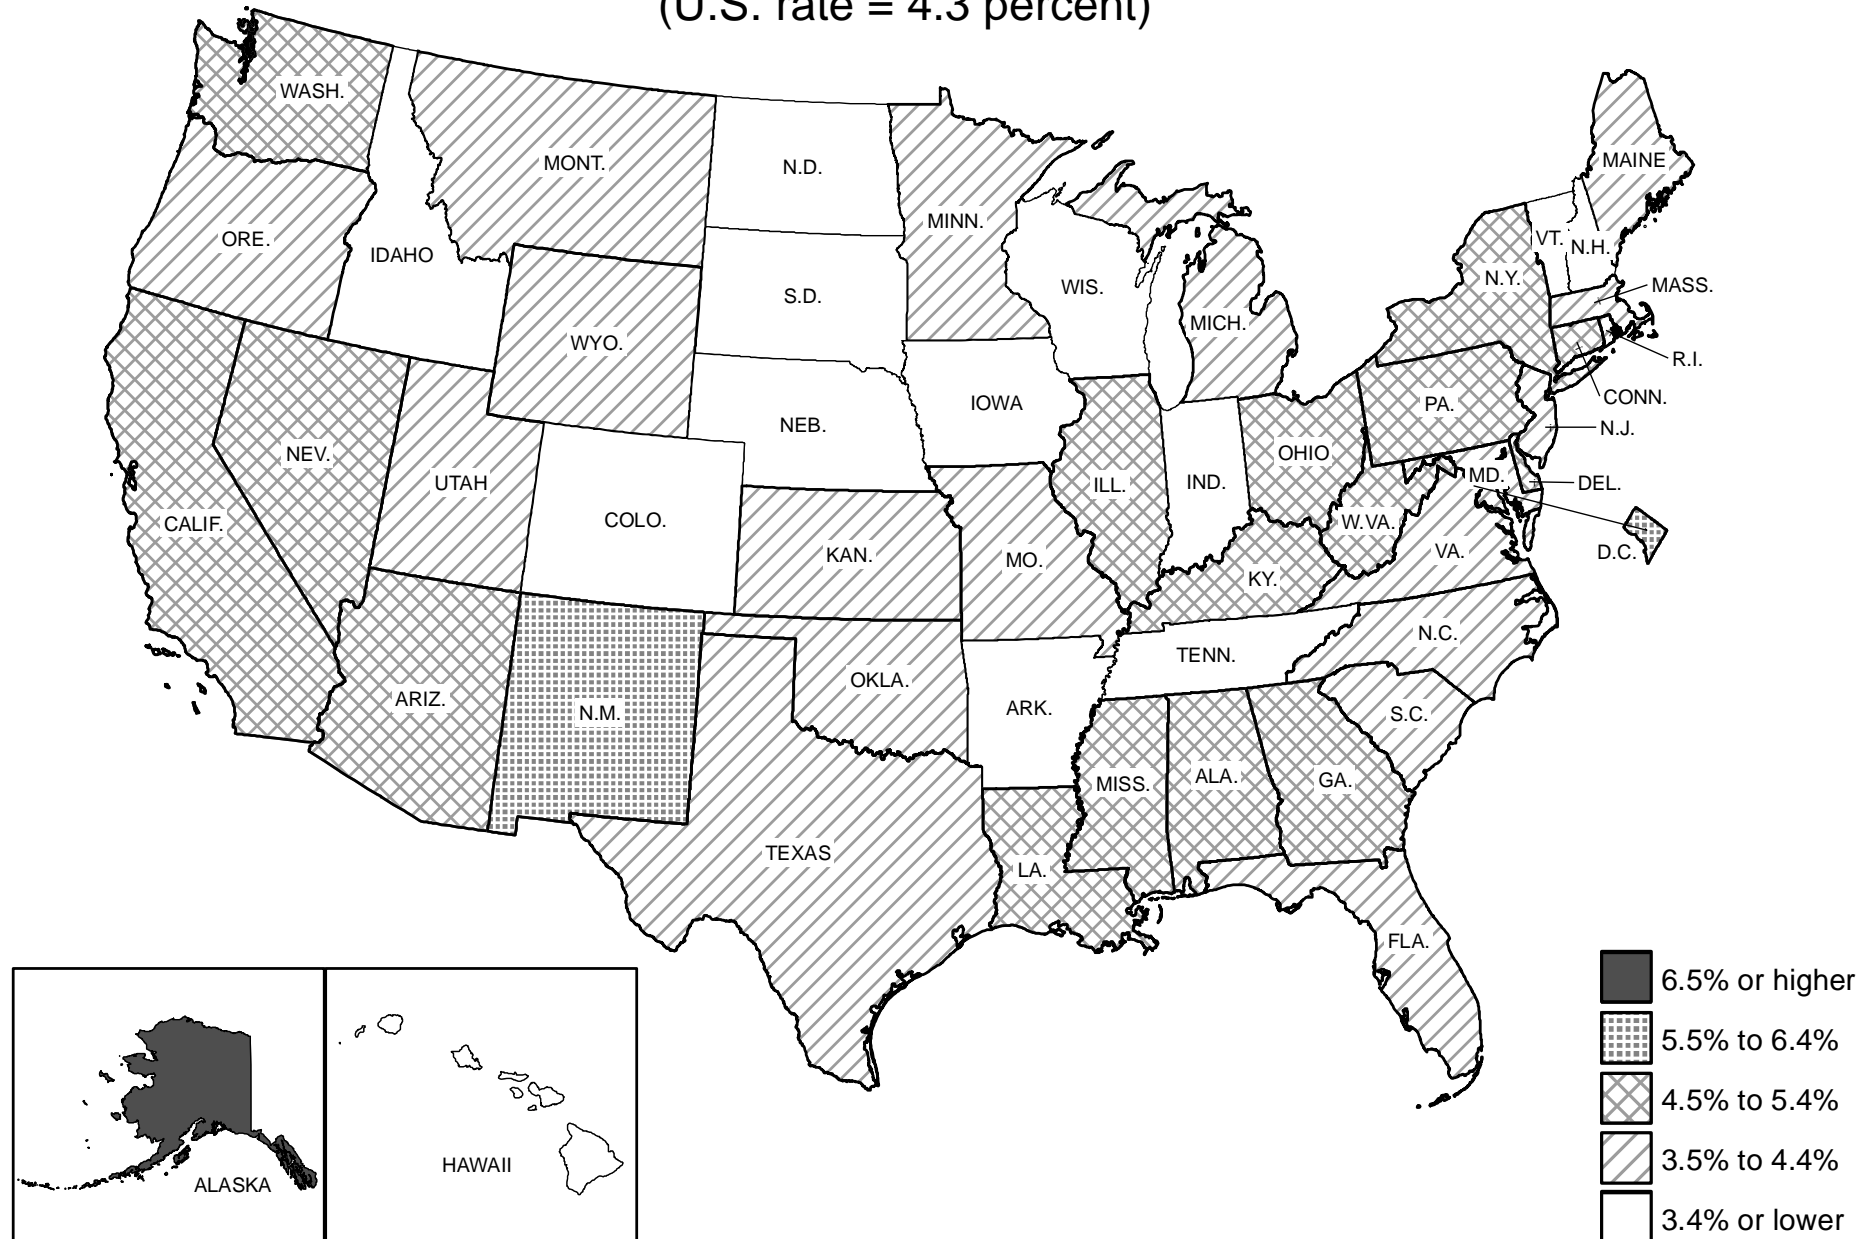 (U.S. rate = 4.3 percent)
WASH.
MONT.
N.D.
MINN.
MAINE
ORE.
IDAHO
VT.
N.H.
N.Y.
WIS.
MASS.
S.D.
MICH.
WYO.
R.I.
CONN.
IOWA
PA.
NEB.
N.J.
NEV.
OHIO
UTAH
ILL.
IND.
MD.
DEL.
CALIF.
COLO.
W.VA.
D.C.
VA.
KAN.
MO.
KY.
N.C.
TENN.
OKLA.
ARIZ.
N.M.
ARK.
S.C.
MISS.
ALA.
GA.
TEXAS
LA.
FLA.
ALASKA
HAWAII
6.5% or higher
5.5% to 6.4%
4.5% to 5.4%
3.5% to 4.4%
3.4% or lower